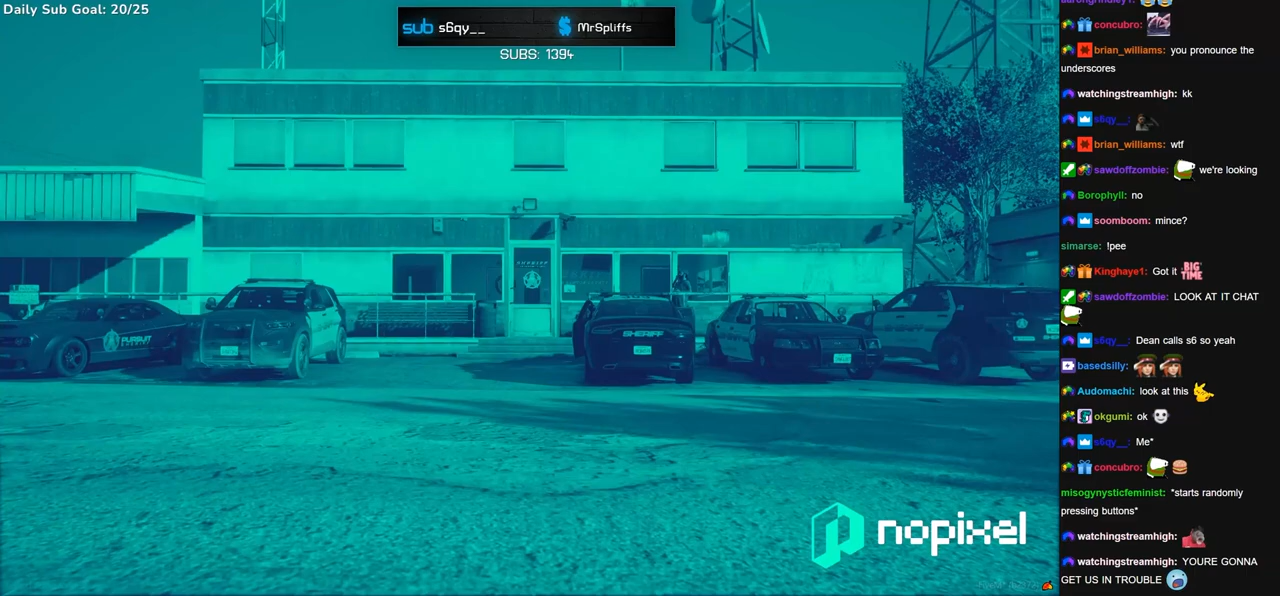 Daily Sub Goal: 20/25
sub s6qy__
$ MrSpliffs
SUBS: 1394
SHERIFF
PURSUIT
SHERIFF
nopixel
concubro:
brian_williams: you pronounce the
underscores
watchingstreamhigh: kk
s6qy__:
brian_williams: wtf
sawdoffzombie: we're looking
Borophyll: no
soomboom: mince?
simarse: !pee
Kinghaye1: Got it BIG TIME
sawdoffzombie: LOOK AT IT CHAT
s6qy__: Dean calls s6 so yeah
basedsilly:
Audomachi: look at this
okgumi: ok
s6qy__: Me*
concubro:
misogynysticfeminist: *starts randomly
pressing buttons*
watchingstreamhigh:
watchingstreamhigh: YOURE GONNA
GET US IN TROUBLE